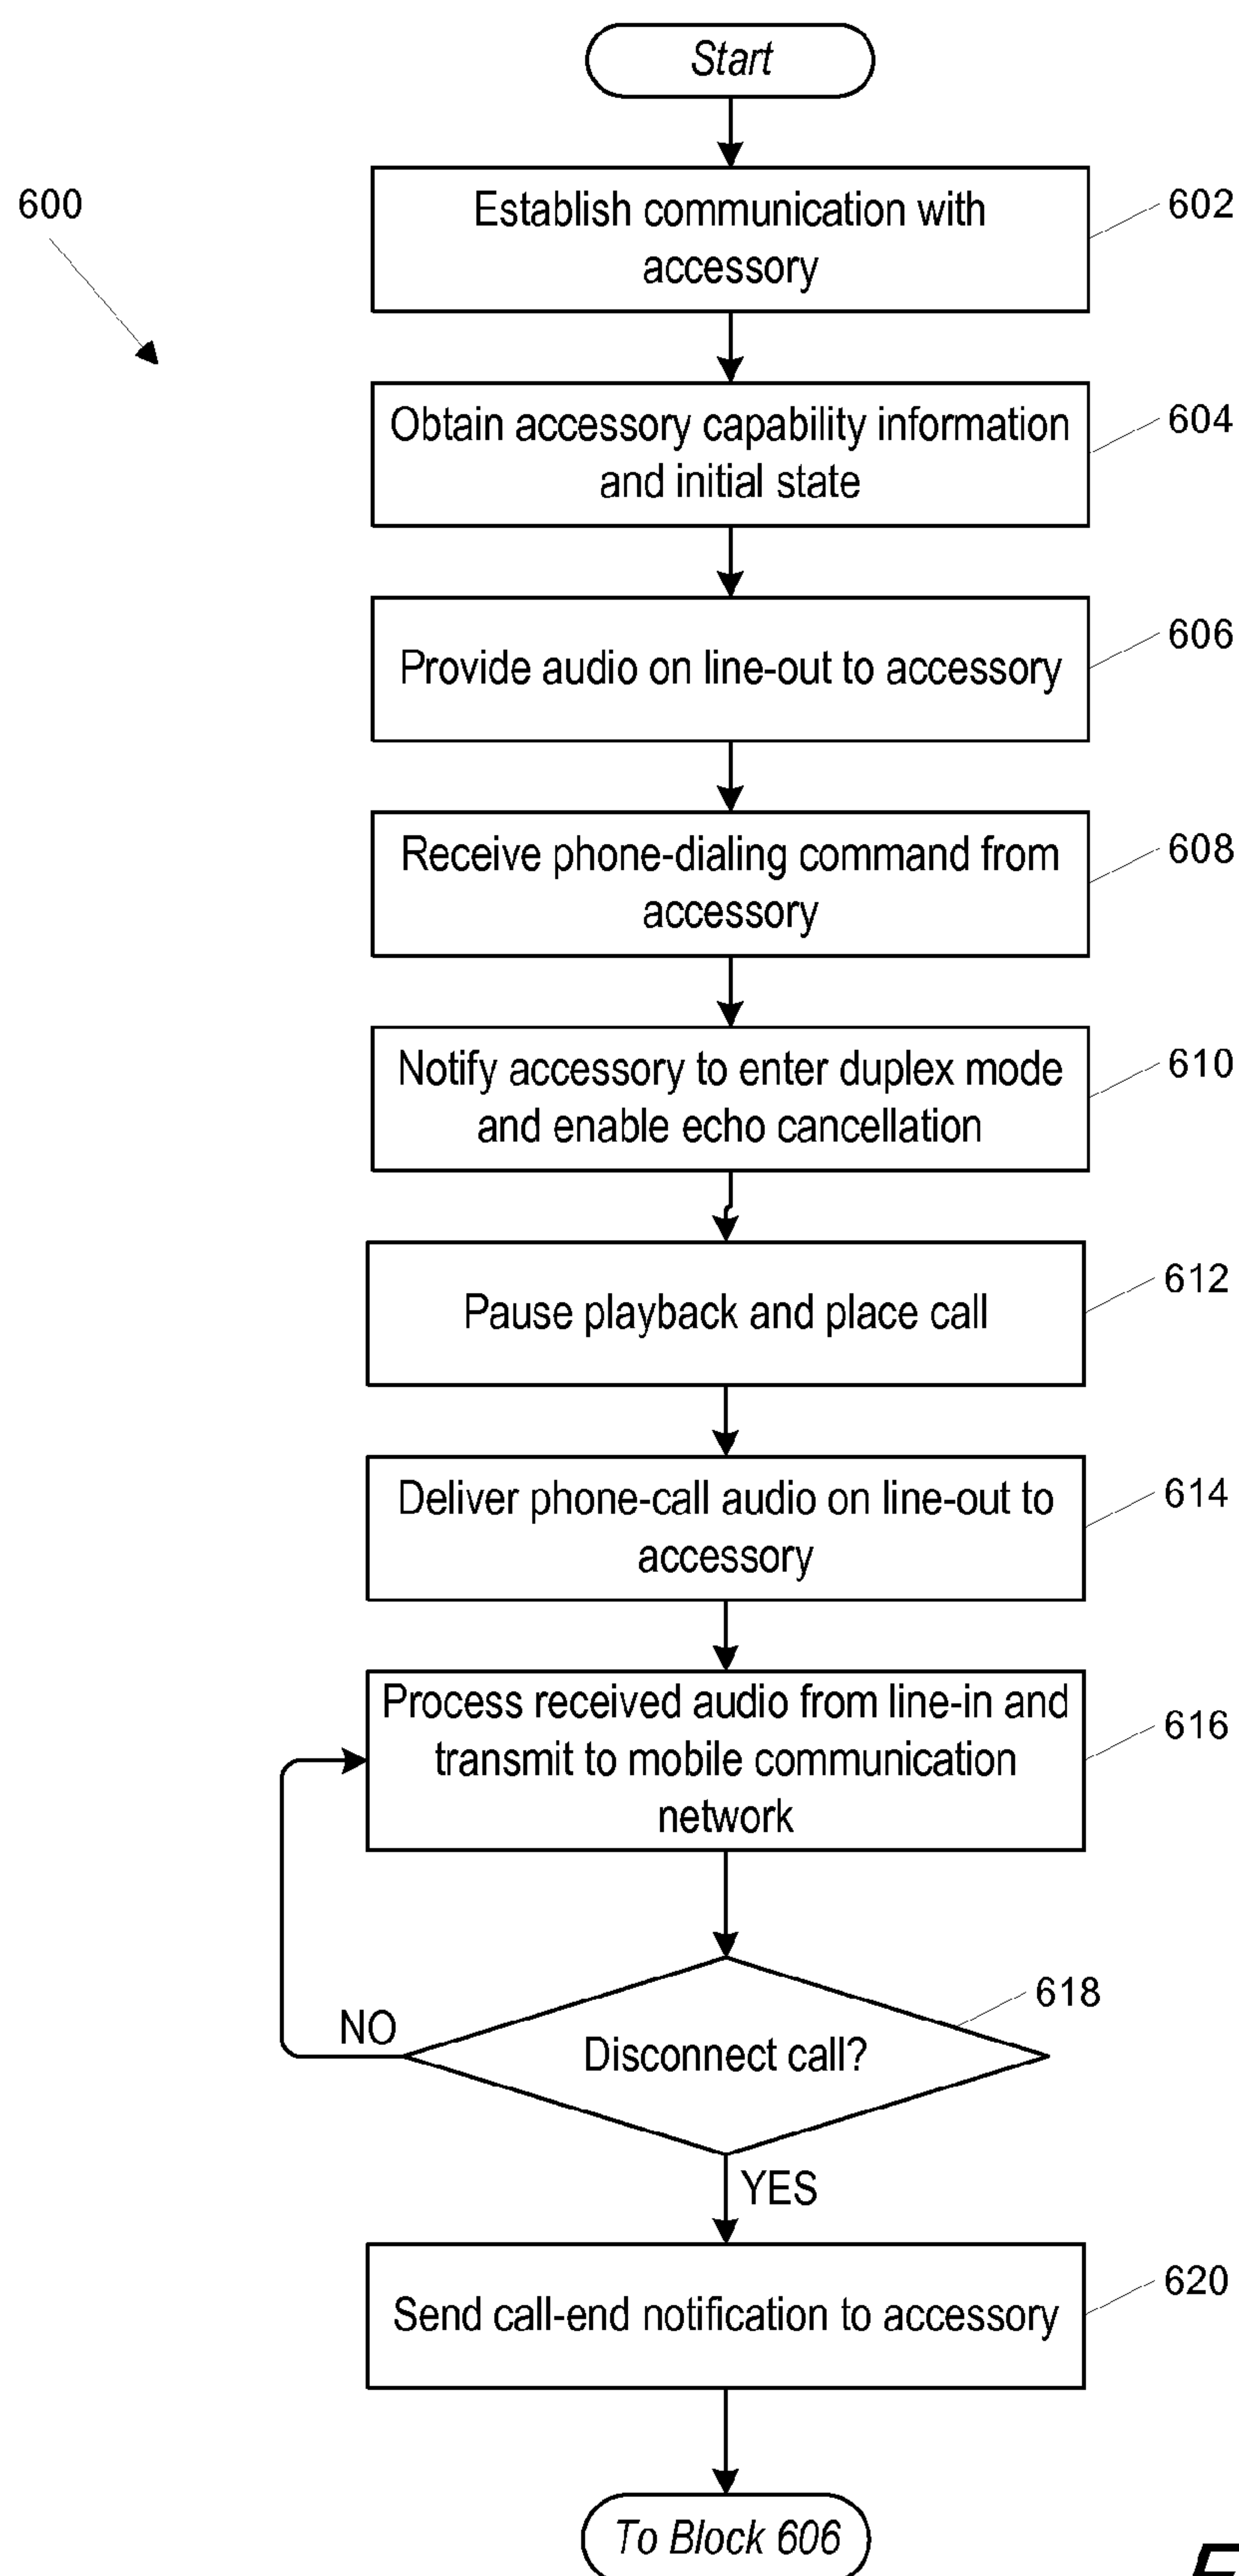 Start
600
Establish communication with
accessory
602
Obtain accessory capability information
and initial state
604
Provide audio on line-out to accessory
606
Receive phone-dialing command from
accessory
608
Notify accessory to enter duplex mode
and enable echo cancellation
610
Pause playback and place call
612
Deliver phone-call audio on line-out to
accessory
614
Process received audio from line-in and
transmit to mobile communication
network
616
Disconnect call?
618
NO
YES
Send call-end notification to accessory
620
To Block 606